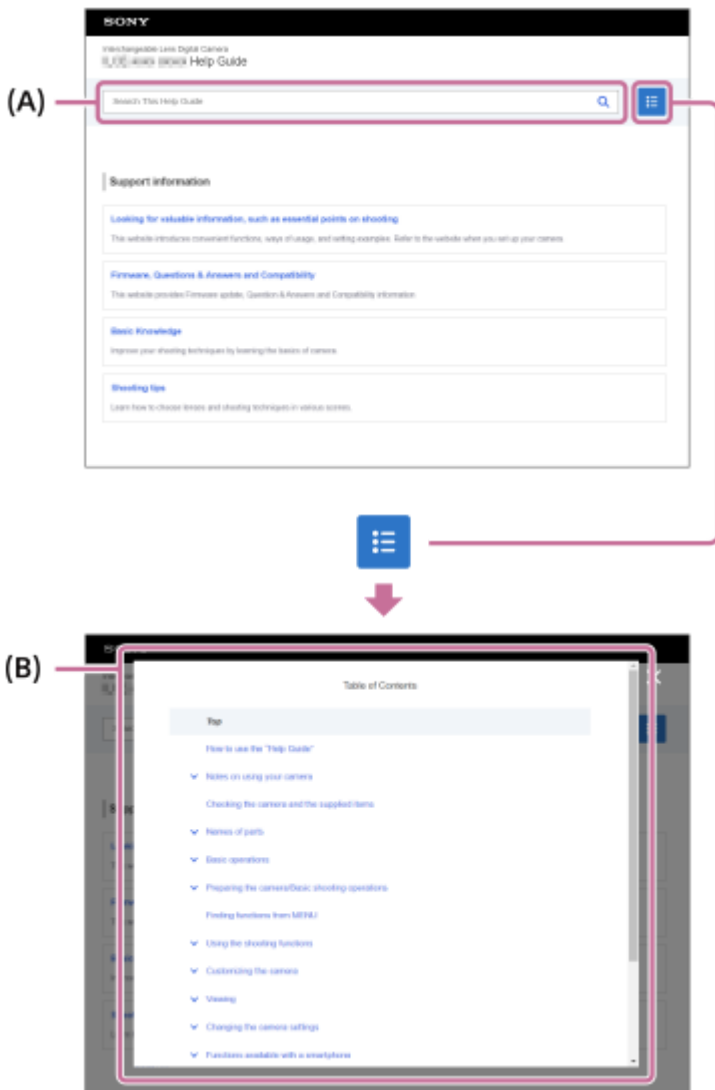 SONY
Interchangeable Lens Digital Camera
Help Guide
(A)
Search This Help Guide
Support information
Looking for valuable information, such as essential points on shooting
This website introduces convenient functions, ways of usage, and setting examples. Refer to the website when you set up your camera.
Firmware, Questions & Answers and Compatibility
This website provides Firmware update, Question & Answers and Compatibility information
Basic Knowledge
Improve your shooting techniques by learning the basics of camera.
Shooting tips
Learn how to choose lenses and shooting techniques in various scenes.
(B)
Table of Contents
Top
How to use the "Help Guide"
Notes on using your camera
Checking the camera and the supplied items
Names of parts
Basic operations
Preparing the camera/Basic shooting operations
Finding functions from MENU
Using the shooting functions
Customizing the camera
Viewing
Changing the camera settings
Functions available with a smartphone